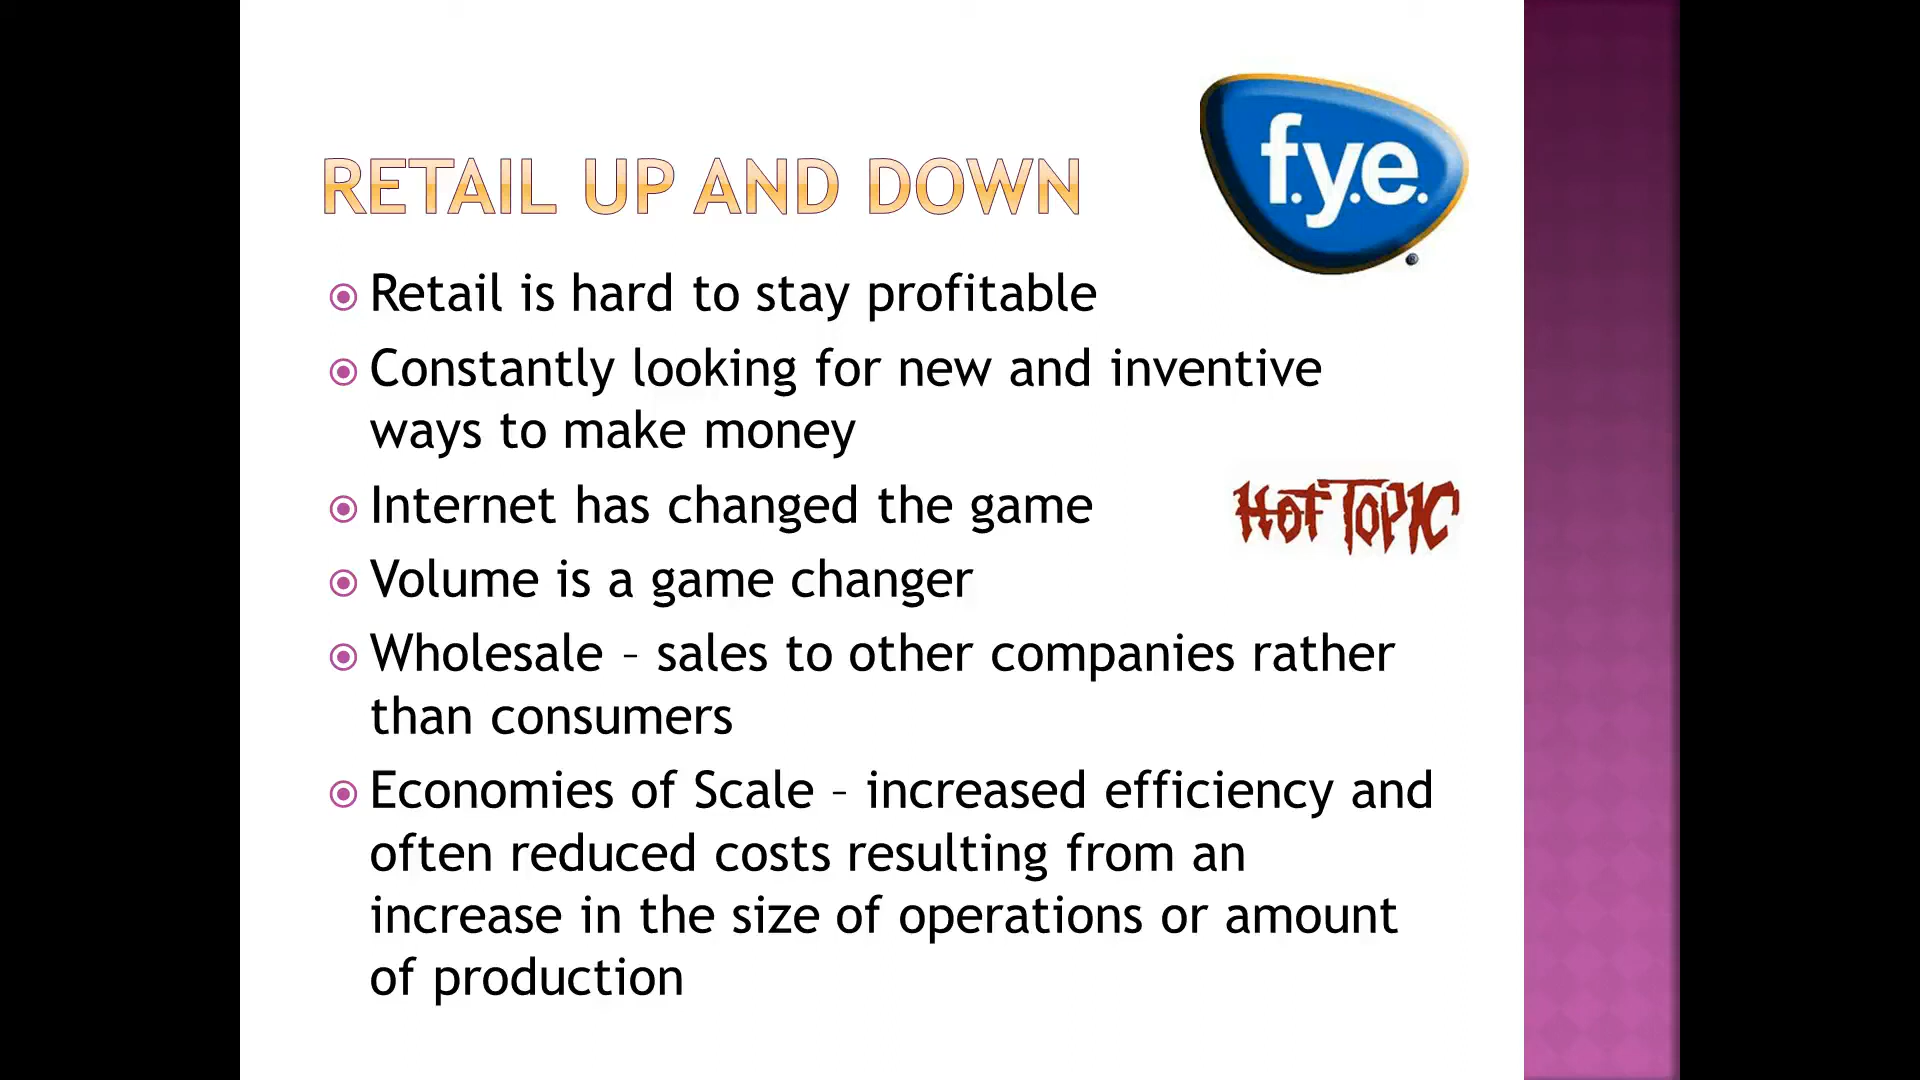 f.y.e.
RETAIL UP AND DOWN
Retail is hard to stay profitable
Constantly looking for new and inventive
ways to make money
Internet has changed the game
HOT TOPIC
Volume is a game changer
Wholesale – sales to other companies rather
than consumers
Economies of Scale – increased efficiency and
often reduced costs resulting from an
increase in the size of operations or amount
of production